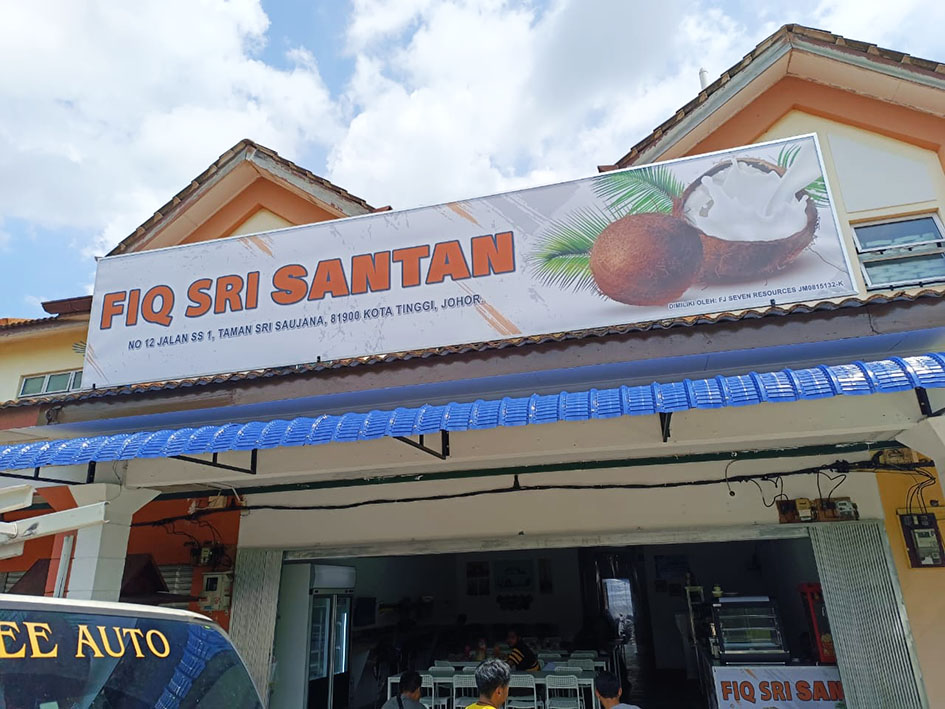 FIQ SRI SANTAN
NO 12 JALAN SS 1, TAMAN SRI SAUJANA, 81900 KOTA TINGGI, JOHOR.
DIMILIKI OLEH: FJ SEVEN RESOURCES JM0815132-K
EE AUTO
FIQ SRI SAN